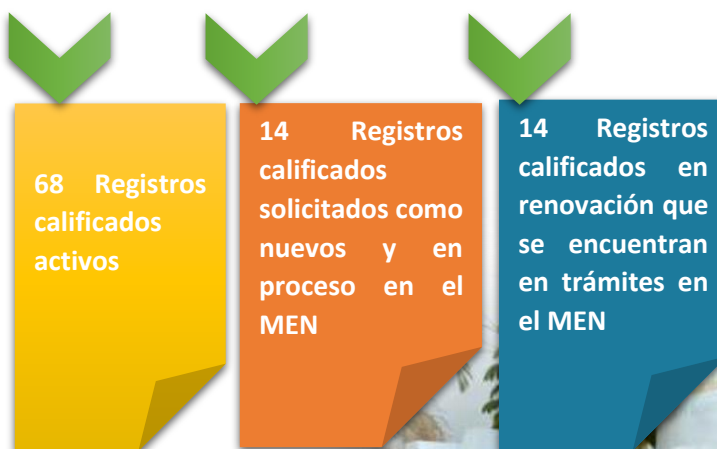 68 Registros
calificados
activos
14 Registros
calificados
solicitados como
nuevos y en
proceso en el
MEN
14 Registros
calificados en
renovación que
se encuentran
en trámites en
el MEN